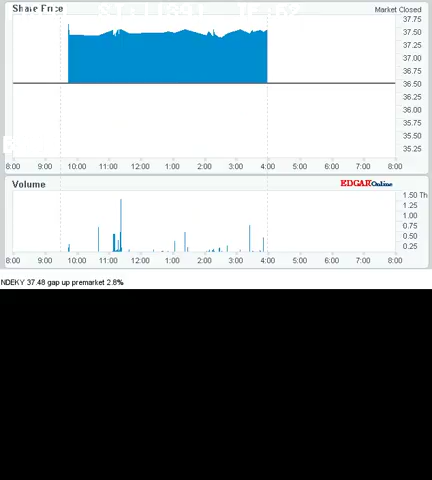 Share Price
Market Closed
37.75
37.50
37.25
37.00
36.75
36.50
36.25
36.00
35.75
35.50
35.25
8:00 9:00 10:00 11:00 12:00 1:00 2:00 3:00 4:00 5:00 6:00 7:00 8:00
Volume
EDGAR Online
1.50 Th
1.25
1.00
0.75
0.50
0.25
8:00 9:00 10:00 11:00 12:00 1:00 2:00 3:00 4:00 5:00 6:00 7:00 8:00
NDEKY 37.48 gap up premarket 2.8%